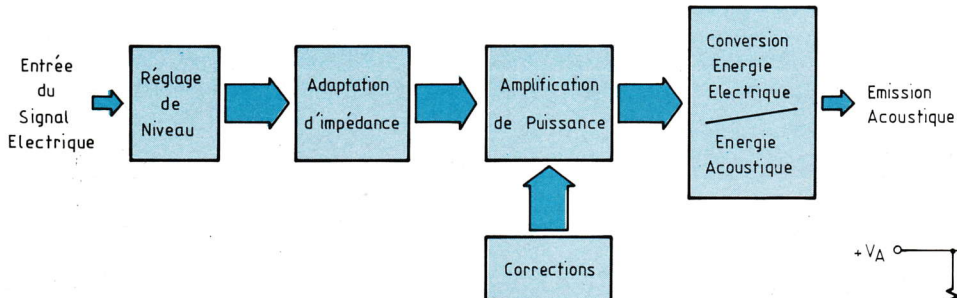 Entrée
du
Signal
Electrique
Réglage
de
Niveau
Adaptation
d'impédance
Amplification
de Puissance
Conversion
Energie
Electrique
Energie
Acoustique
Emission
Acoustique
Corrections
+VA